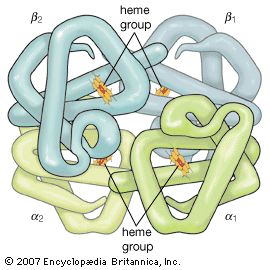 β2
heme
group
β1
α2
heme
group
α1
© 2007 Encyclopædia Britannica, Inc.